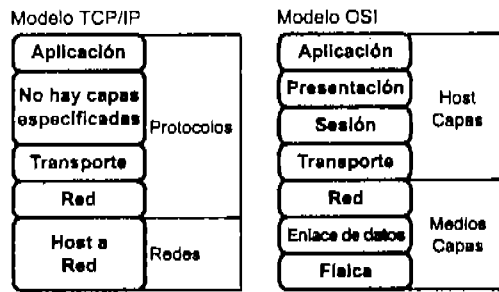 Modelo TCP/IP
Aplicación
No hay capas
especificadas
Transporte
Red
Host a
Red
Protocolos
Redes
Modelo OSI
Aplicación
Presentación
Sesión
Transporte
Red
Enlace de datos
Física
Host
Capas
Medios
Capas